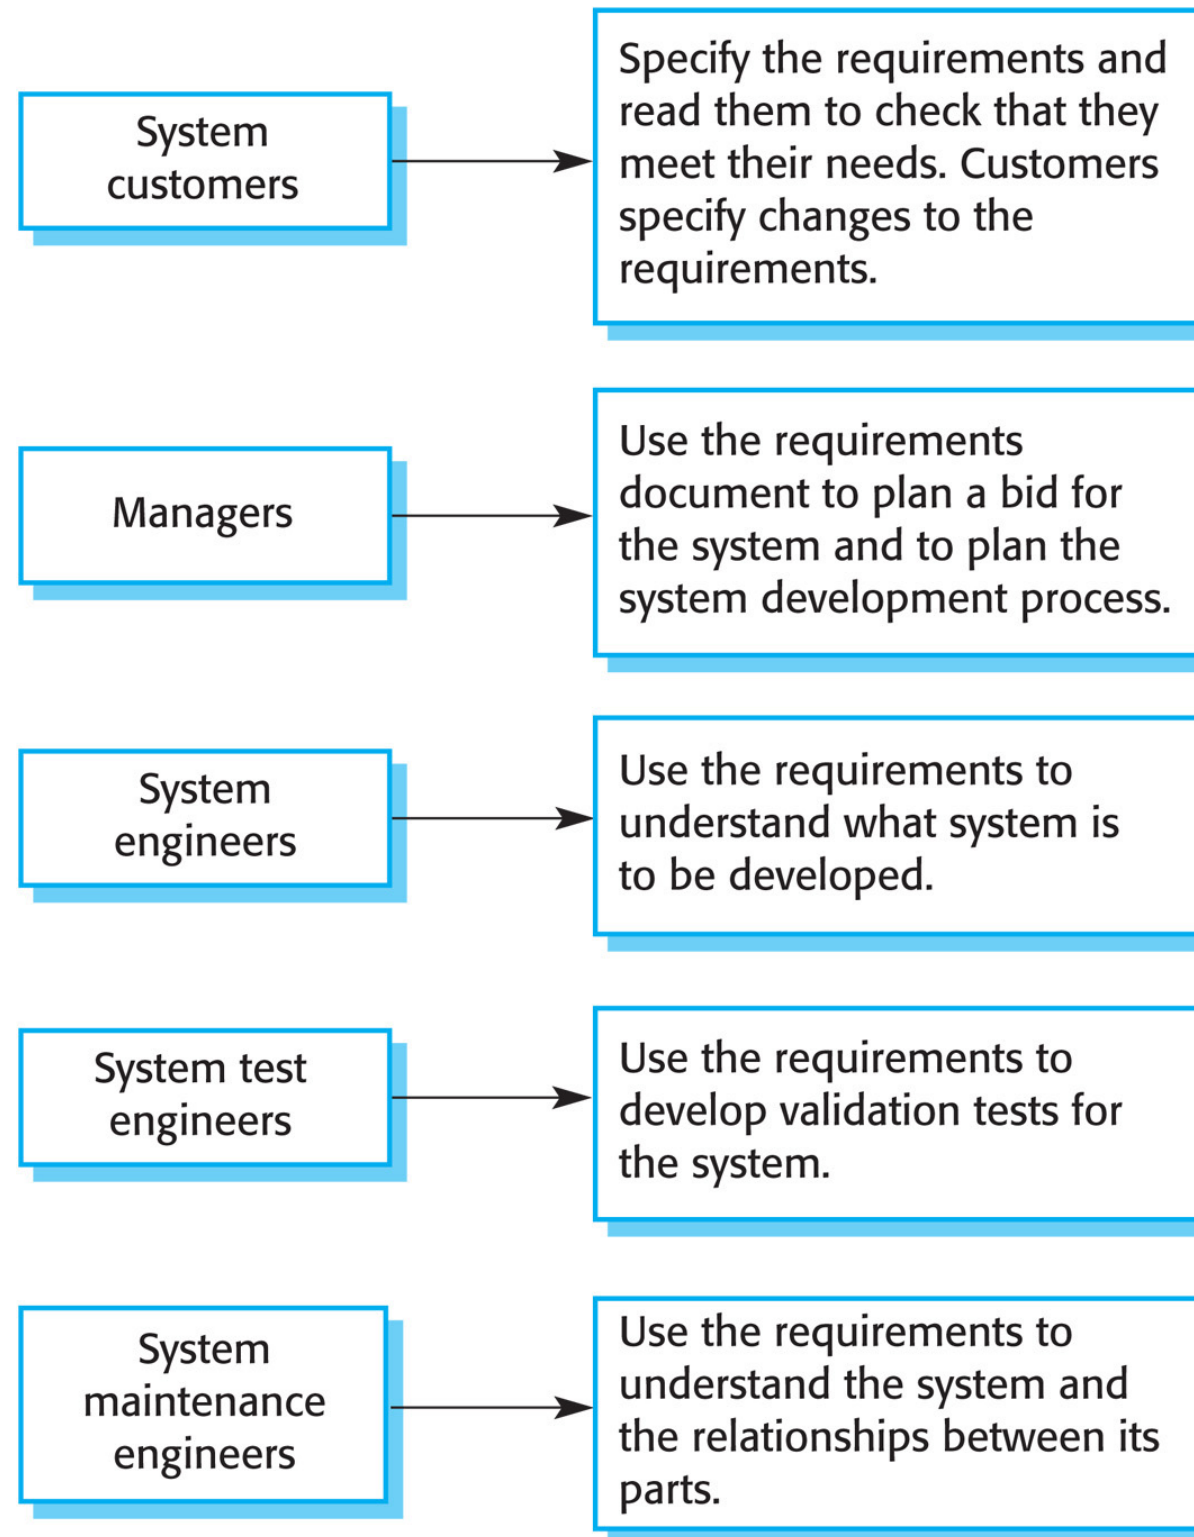 System
customers
Specify the requirements and
read them to check that they
meet their needs. Customers
specify changes to the
requirements.
Managers
Use the requirements
document to plan a bid for
the system and to plan the
system development process.
System
engineers
Use the requirements to
understand what system is
to be developed.
System test
engineers
Use the requirements to
develop validation tests for
the system.
System
maintenance
engineers
Use the requirements to
understand the system and
the relationships between its
parts.